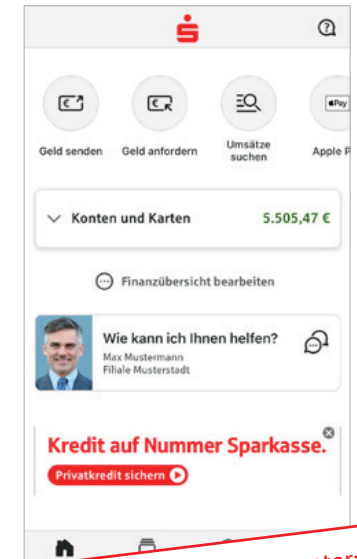 Geld senden
Geld anfordern
Umsätze
suchen
Apple P
Pay
Konten und Karten
5.505,47 €
Finanzübersicht bearbeiten
Wie kann ich Ihnen helfen?
Max Mustermann
Filiale Musterstadt
Kredit auf Nummer Sparkasse.
Privatkredit sichern